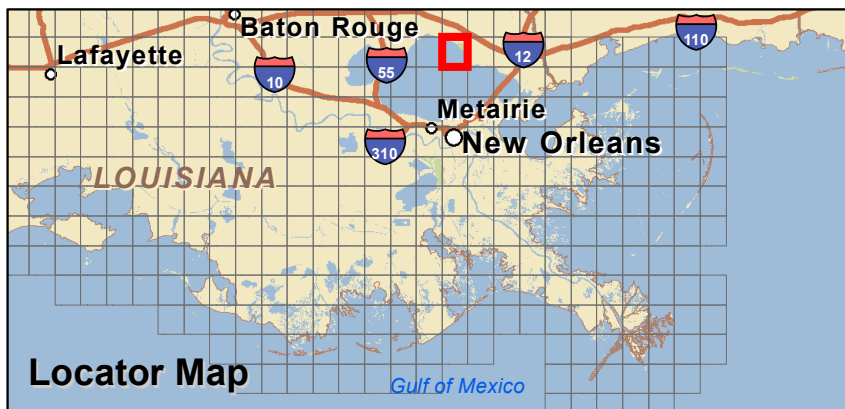 Baton Rouge
Lafayette
110
12
55
10
Metairie
New Orleans
310
LOUISIANA
Locator Map
Gulf of Mexico